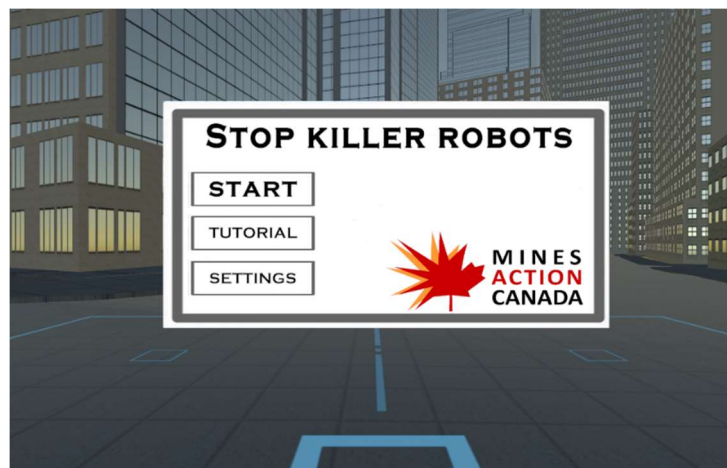 STOP KILLER ROBOTS
START
TUTORIAL
SETTINGS
MINES
ACTION
CANADA